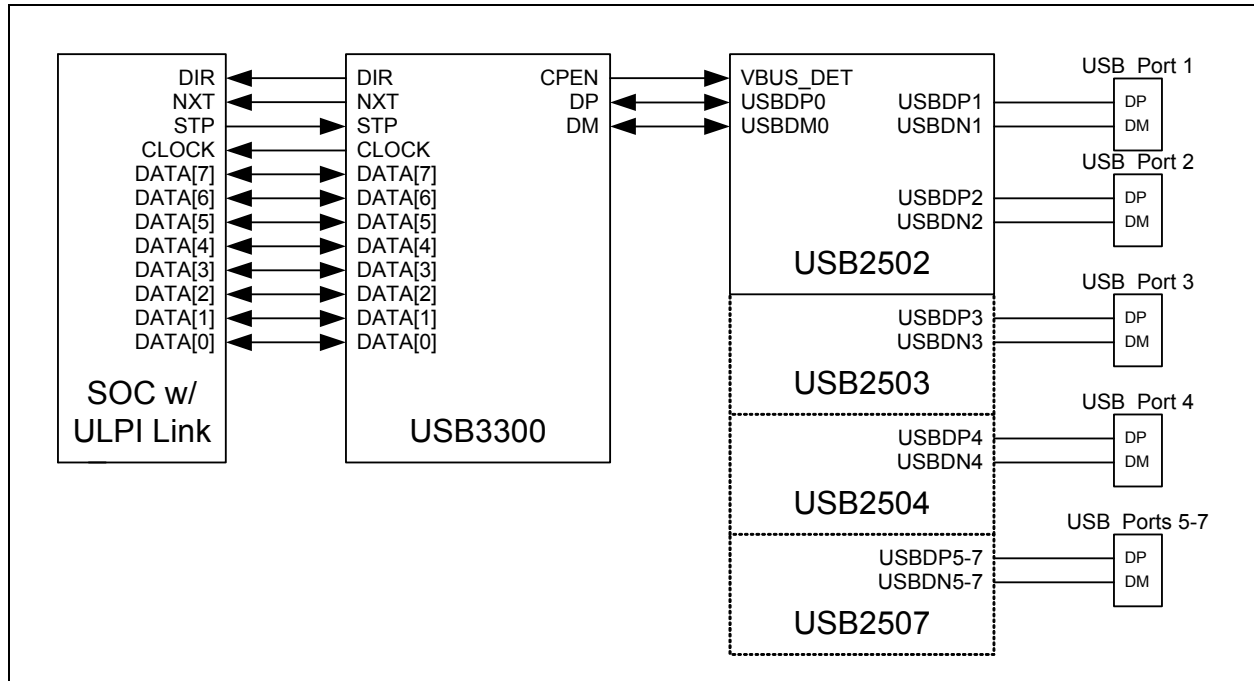 DIR DIR CPEN VBUS_DET USB Port 1
NXT NXT DP USBDP0 USBDP1 DP
STP STP DM USBDM0 USBDN1 DM
CLOCK CLOCK USB Port 2
DATA[7] DATA[7]
DATA[6] DATA[6] USBDP2 DP
DATA[5] DATA[5] USBDN2 DM
DATA[4] DATA[4]
DATA[3] DATA[3] USB2502
DATA[2] DATA[2] USB Port 3
DATA[1] DATA[1] USBDP3 DP
DATA[0] DATA[0] USBDN3 DM
SOC w/ USB2503
ULPI Link USB3300 USB Port 4
USBDP4 DP
USBDN4 DM
USB2504
USB Ports 5-7
USBDP5-7 DP
USBDN5-7 DM
USB2507